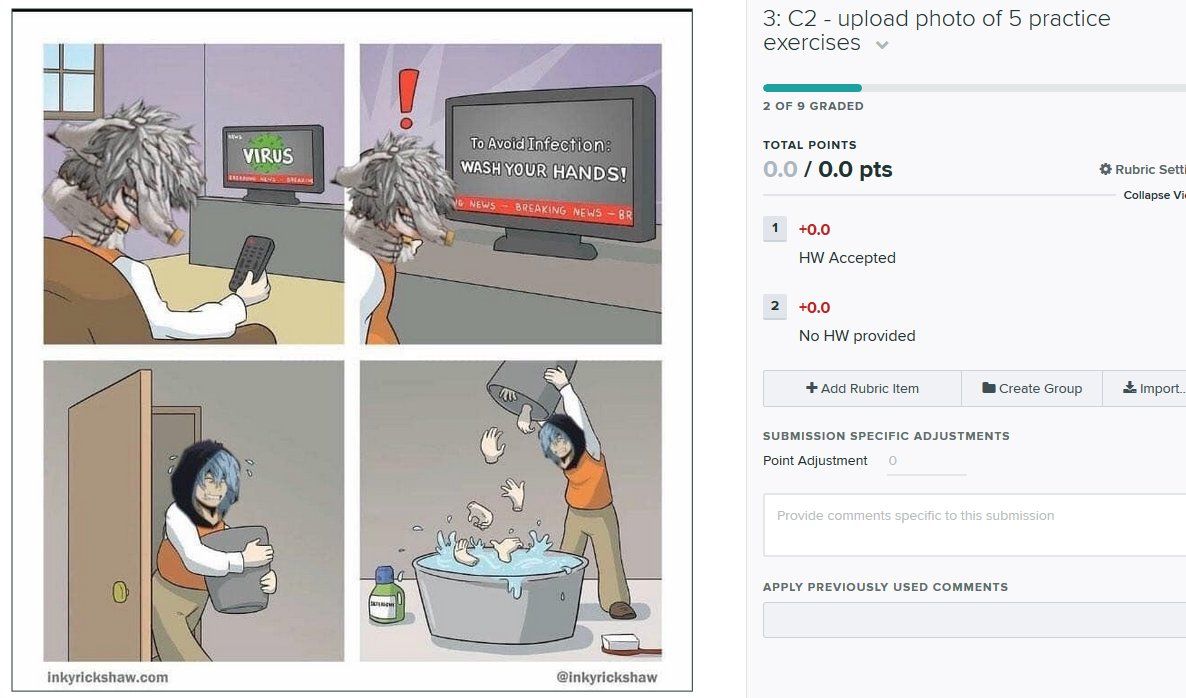 NEWS
VIRUS
BREAKING NEWS - BREAKIN
To Avoid Infection:
WASH YOUR HANDS!
NG NEWS - BREAKING NEWS - BR
DETERGENT
inkyrickshaw.com
@inkyrickshaw
3: C2 - upload photo of 5 practice
exercises
2 OF 9 GRADED
TOTAL POINTS
0.0 / 0.0 pts
Rubric Setti
Collapse Vie
1
+0.0
HW Accepted
2
+0.0
No HW provided
Add Rubric Item
Create Group
Import...
SUBMISSION SPECIFIC ADJUSTMENTS
Point Adjustment 0
Provide comments specific to this submission
APPLY PREVIOUSLY USED COMMENTS